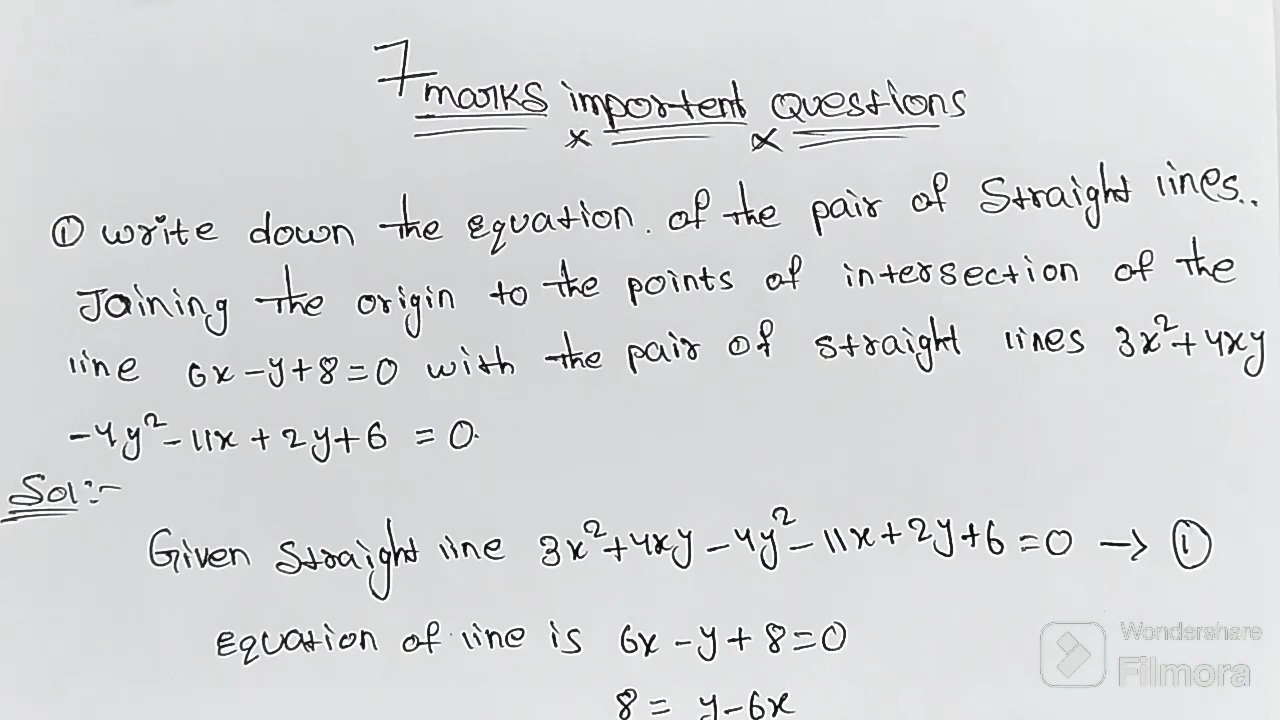 7 marks importent Questions
① write down the equation. of the pair of Straight lines..
Joining the origin to the points of intersection of the
line 6x-y+8=0 with the pair of straight lines 3x²+4xy
-4y²-11x+2y+6 =0.
Sol:-
Given Straight line 3x²+4xy-4y²-11x+2y+6=0 → ①
equation of line is 6x-y+8=0
8 = y-6x
Wondershare
Filmora